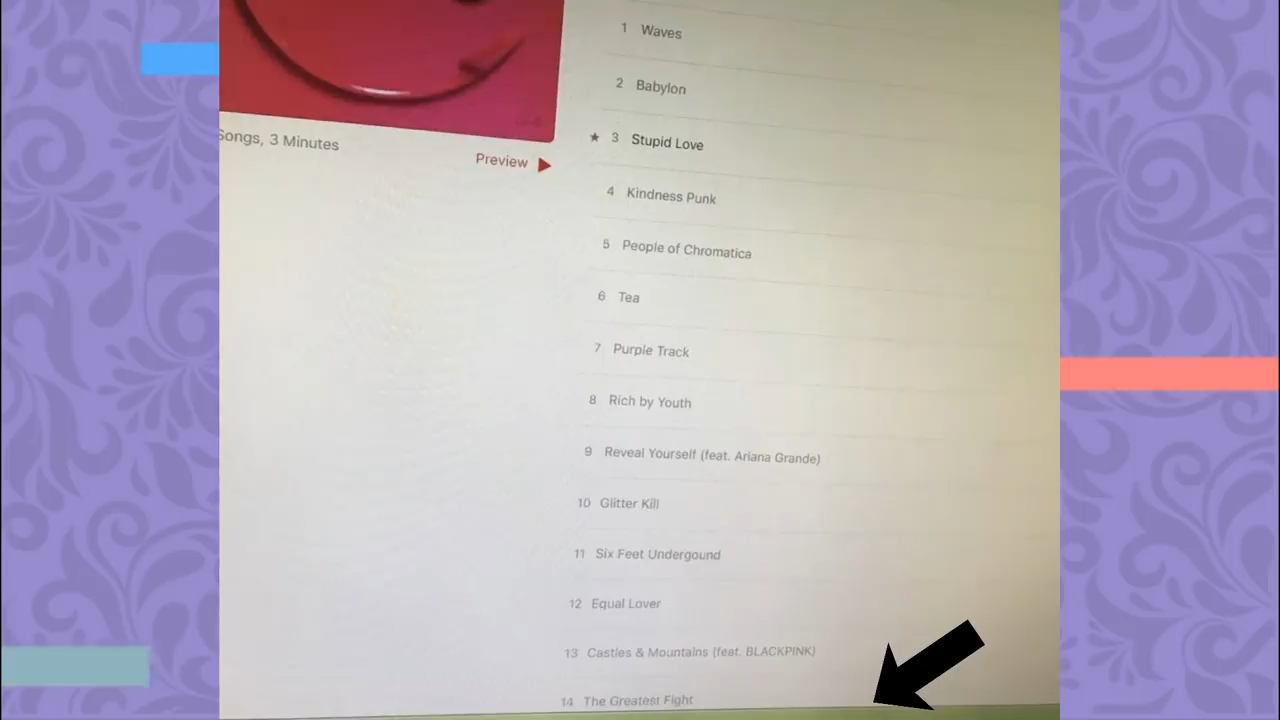 1 Waves
2 Babylon
★ 3 Stupid Love
Songs, 3 Minutes
Preview ▶
4 Kindness Punk
5 People of Chromatica
6 Tea
7 Purple Track
8 Rich by Youth
9 Reveal Yourself (feat. Ariana Grande)
10 Glitter Kill
11 Six Feet Undergound
12 Equal Lover
13 Castles & Mountains (feat. BLACKPINK)
14 The Greatest Fight